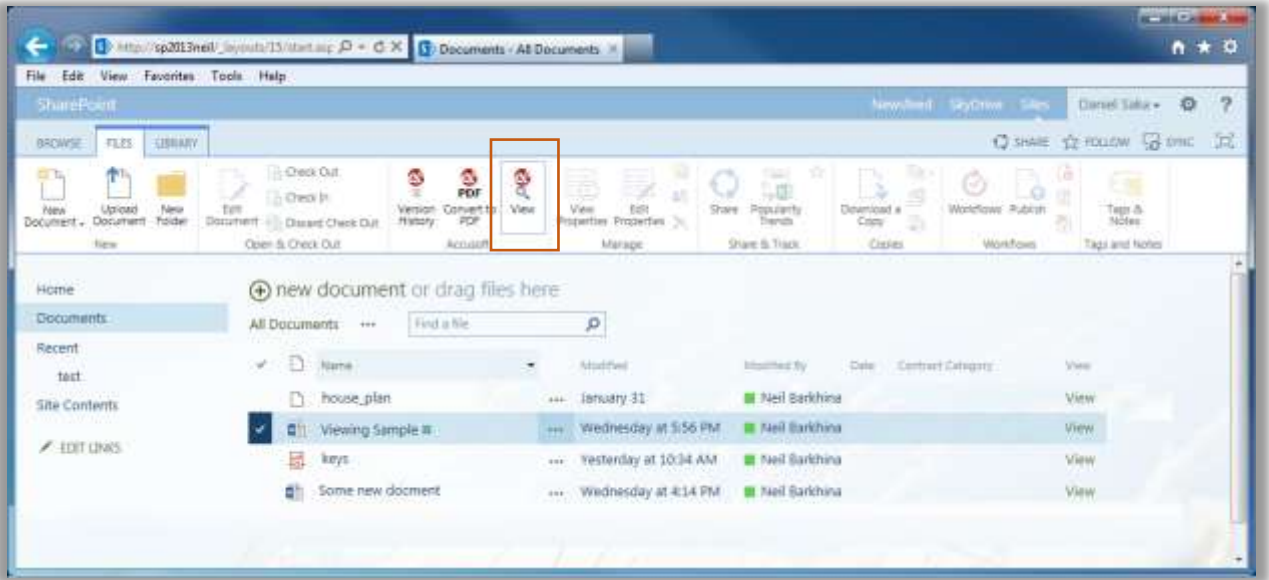 http://sp2013neil/_layouts/15/start.asp
Documents - All Documents
File Edit View Favorites Tools Help
SharePoint
Newsfeed SkyDrive Sites Daniel Saka ?
BROWSE FILES LIBRARY
SHARE FOLLOW SYNC
New Document
Upload Document
New Folder
Edit Document
Check Out
Check In
Discard Check Out
Version History
PDF
Convert to PDF
View
View Properties
Edit Properties
Share
Popularity Trends
Download a Copy
Workflows
Publish
Tags & Notes
New
Open & Check Out
Accusoft
Manage
Share & Track
Copies
Workflows
Tags and Notes
Home
Documents
Recent
test
Site Contents
EDIT LINKS
new document or drag files here
All Documents ••• Find a file
Name Modified Modified By Date Contract Category View
house_plan ••• January 31 Neil Barkhina View
Viewing Sample ••• Wednesday at 5:56 PM Neil Barkhina View
keys ••• Yesterday at 10:34 AM Neil Barkhina View
Some new docment ••• Wednesday at 4:14 PM Neil Barkhina View